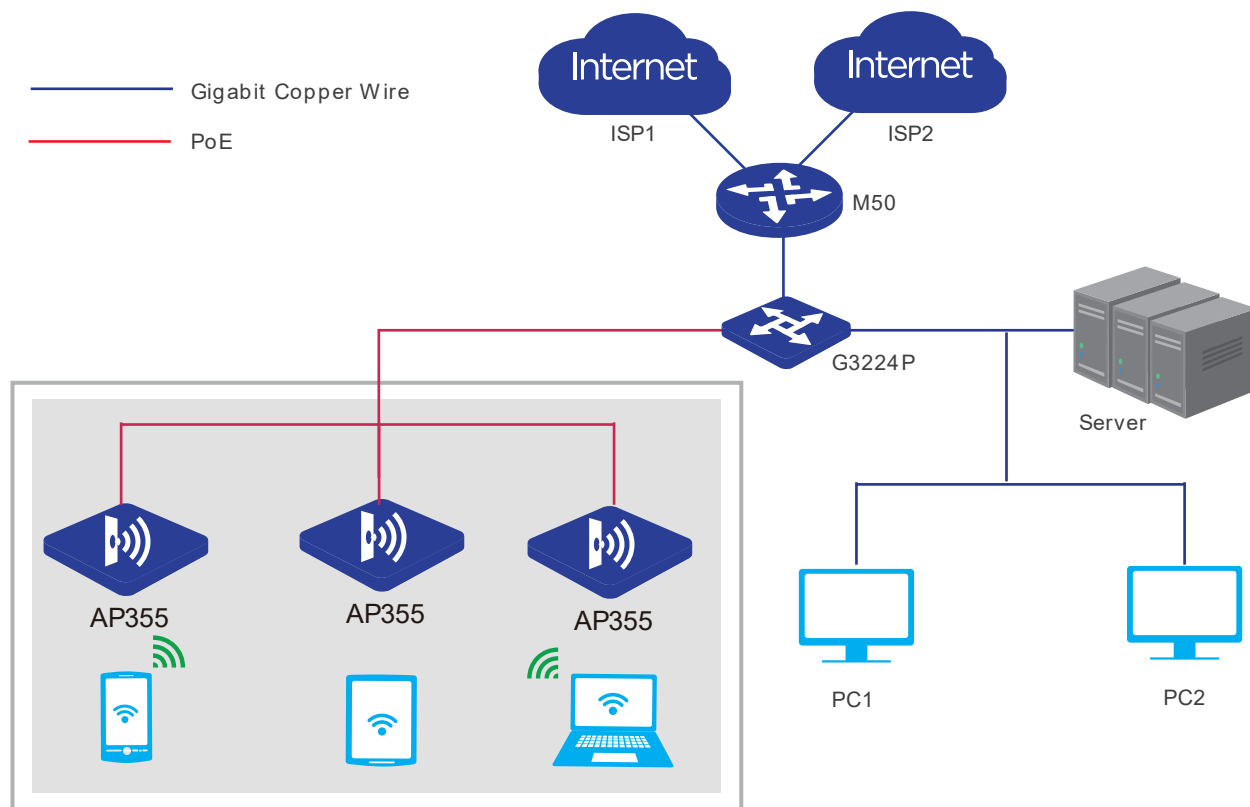 Internet
Internet
Gigabit Copper Wire
PoE
ISP1
ISP2
M50
G3224P
Server
AP355
AP355
AP355
PC1
PC2